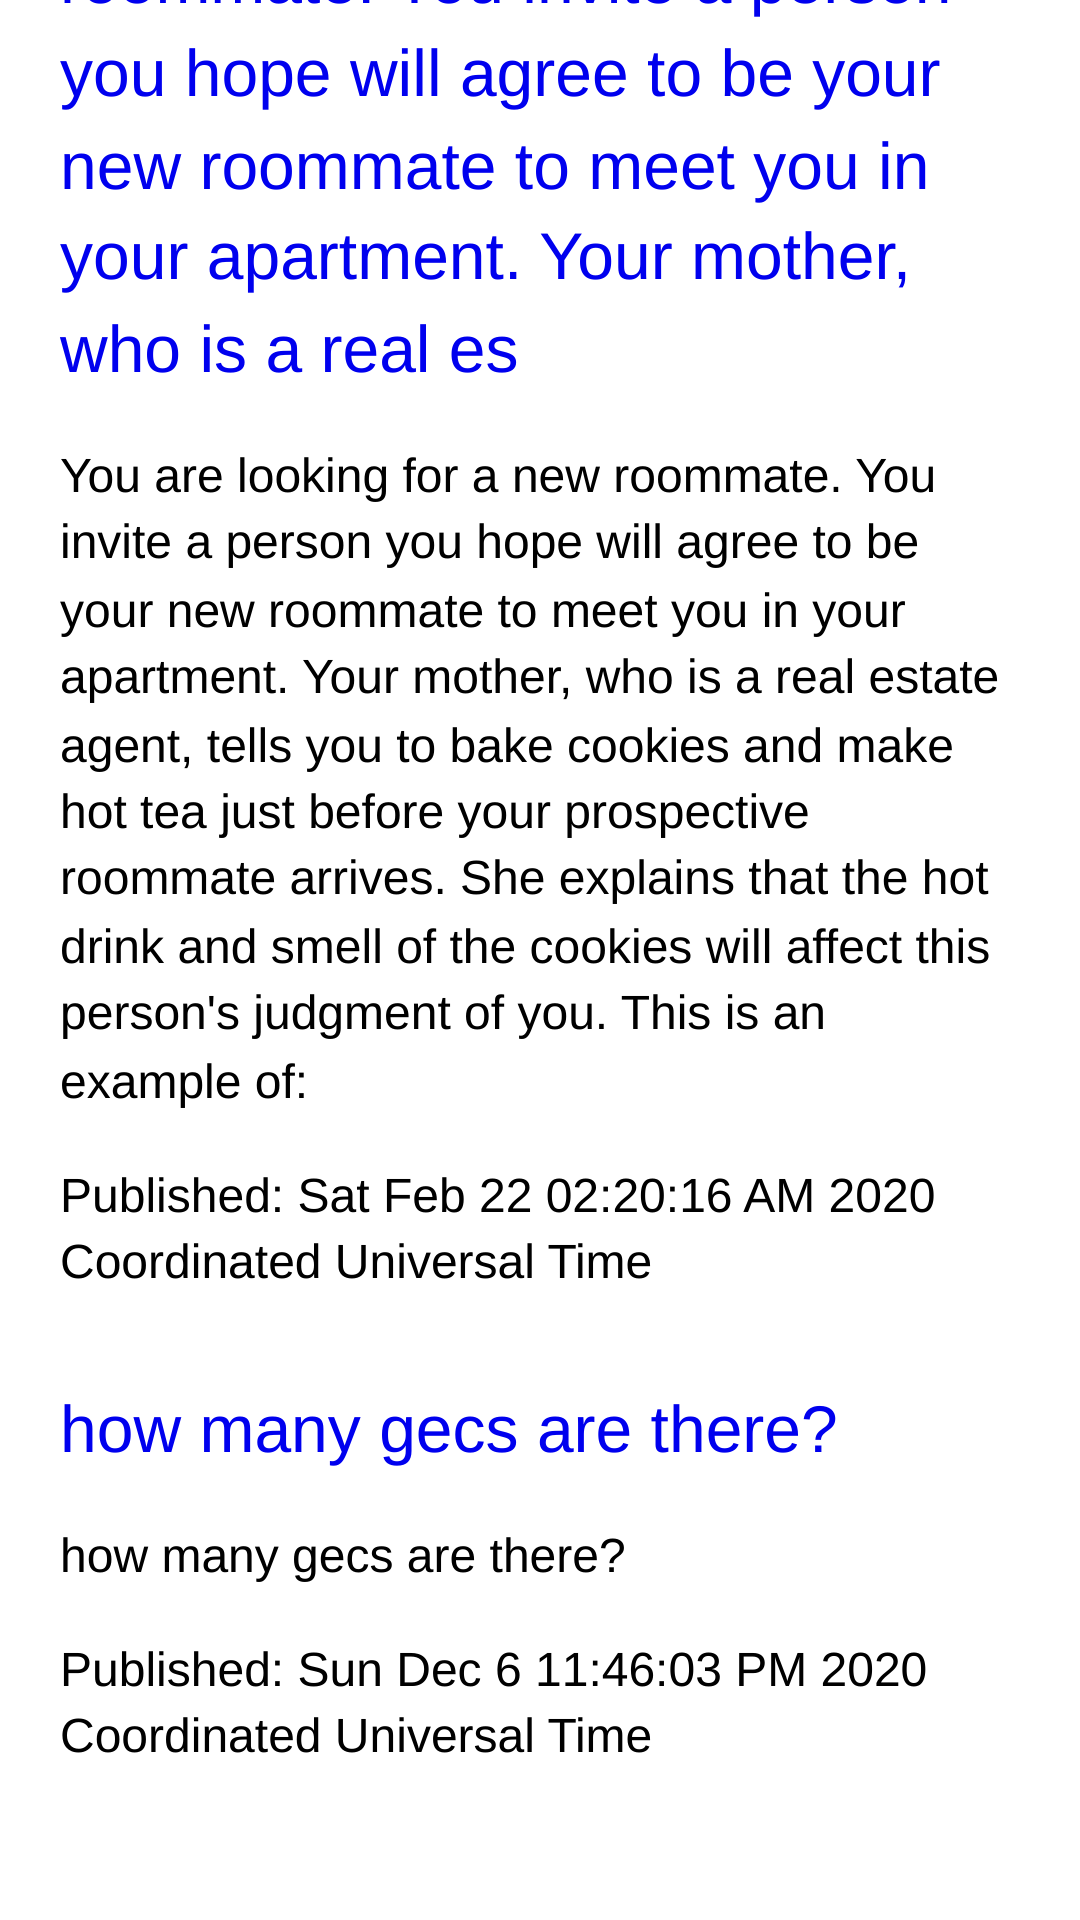 roommate. You invite a person
you hope will agree to be your
new roommate to meet you in
your apartment. Your mother,
who is a real es
You are looking for a new roommate. You
invite a person you hope will agree to be
your new roommate to meet you in your
apartment. Your mother, who is a real estate
agent, tells you to bake cookies and make
hot tea just before your prospective
roommate arrives. She explains that the hot
drink and smell of the cookies will affect this
person's judgment of you. This is an
example of:
Published: Sat Feb 22 02:20:16 AM 2020
Coordinated Universal Time
how many gecs are there?
how many gecs are there?
Published: Sun Dec 6 11:46:03 PM 2020
Coordinated Universal Time